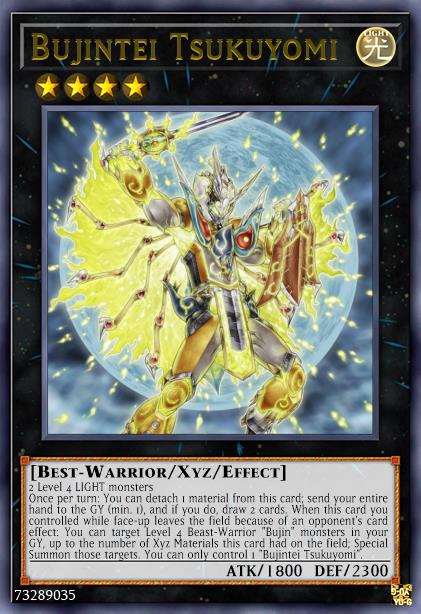 Bujintei Tsukuyomi
LIGHT
光
[Best-Warrior/Xyz/Effect]
2 Level 4 LIGHT monsters
Once per turn: You can detach 1 material from this card; send your entire
hand to the GY (min. 1), and if you do, draw 2 cards. When this card you
controlled while face-up leaves the field because of an opponent's card
effect: You can target Level 4 Beast-Warrior "Bujin" monsters in your
GY, up to the number of Xyz Materials this card had on the field; Special
Summon those targets. You can only control 1 "Bujintei Tsukuyomi".
ATK/1800 DEF/2300
73289035